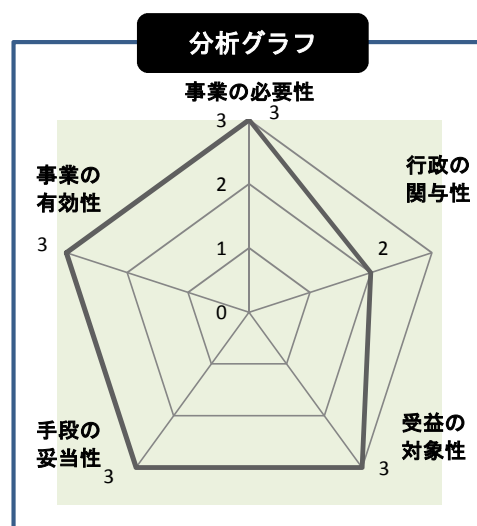 分析グラフ
事業の必要性
3
3
行政の
関与性
事業の
有効性
2
2
3
1
0
受益の
対象性
手段の
妥当性
3
3